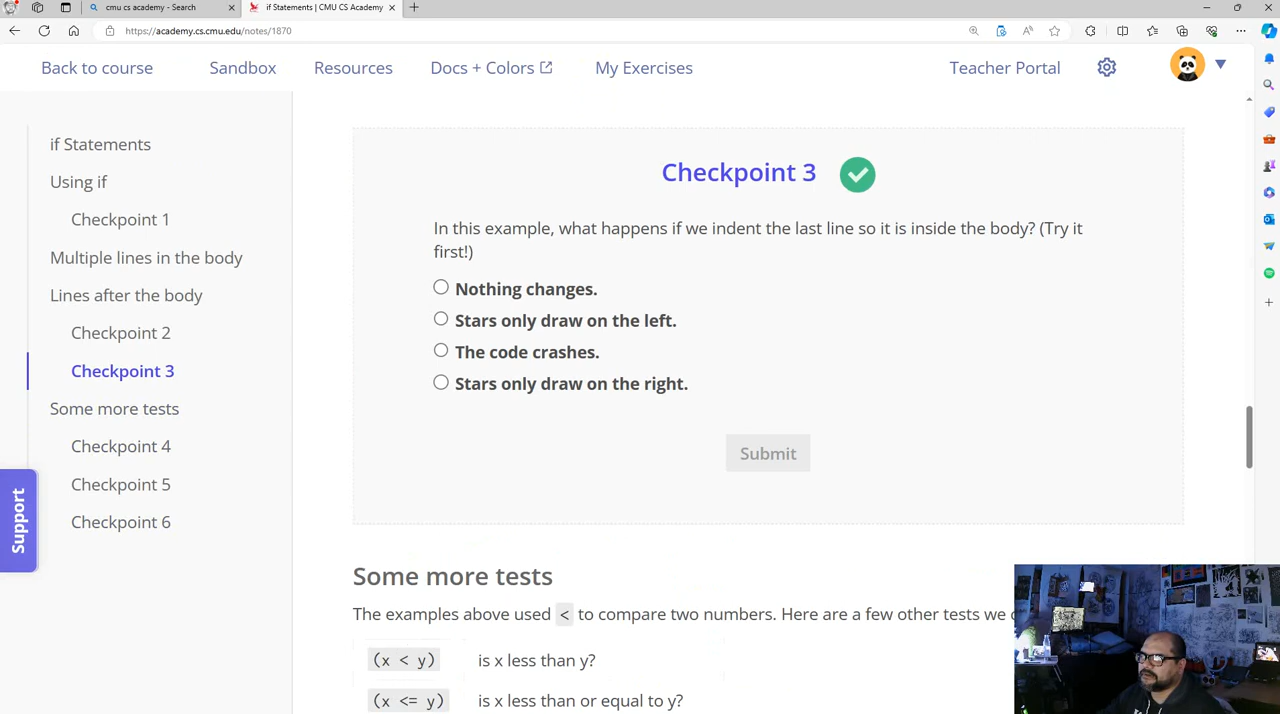 cmu cs academy - Search
if Statements | CMU CS Academy
https://academy.cs.cmu.edu/notes/1870
Back to course
Sandbox
Resources
Docs + Colors
My Exercises
Teacher Portal
if Statements
Using if
Checkpoint 1
Multiple lines in the body
Lines after the body
Checkpoint 2
Checkpoint 3
Some more tests
Checkpoint 4
Checkpoint 5
Checkpoint 6
Support
Checkpoint 3
In this example, what happens if we indent the last line so it is inside the body? (Try it
first!)
Nothing changes.
Stars only draw on the left.
The code crashes.
Stars only draw on the right.
Submit
Some more tests
The examples above used < to compare two numbers. Here are a few other tests we
(x < y) is x less than y?
(x <= y) is x less than or equal to y?